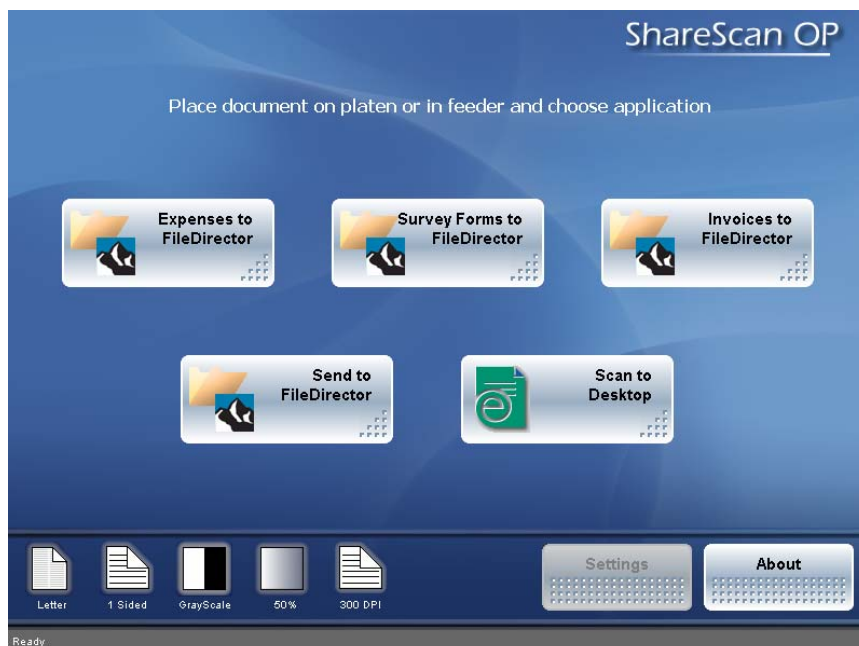 ShareScan OP
Place document on platen or in feeder and choose application
Expenses to
FileDirector
Survey Forms to
FileDirector
Invoices to
FileDirector
Send to
FileDirector
Scan to
Desktop
Letter
1 Sided
GrayScale
50%
300 DPI
Settings
About
Ready